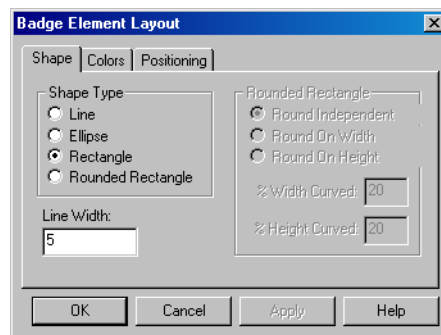 Badge Element Layout
Shape Colors Positioning
Shape Type
Line
Ellipse
Rectangle
Rounded Rectangle
Line Width:
5
Rounded Rectangle
Round Independent
Round On Width
Round On Height
% Width Curved: 20
% Height Curved: 20
OK Cancel Apply Help